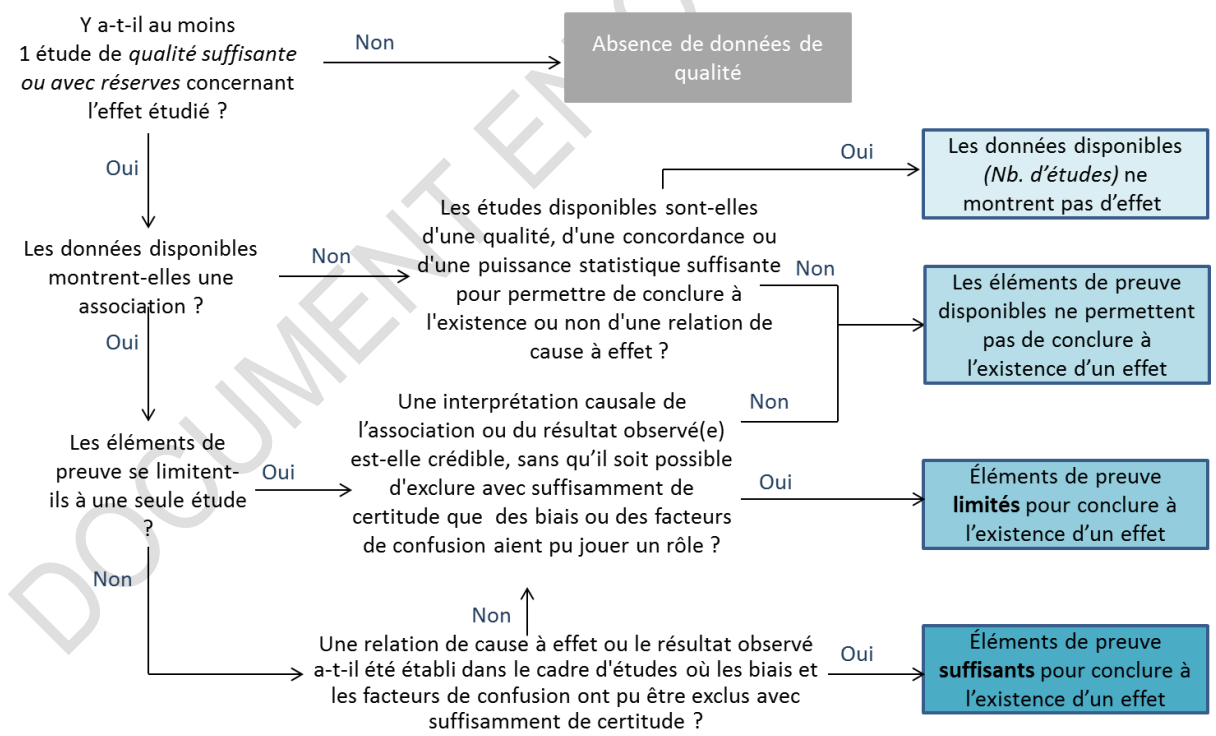 Y a-t-il au moins
1 étude de qualité suffisante
ou avec réserves concernant
l'effet étudié ?
Non
Absence de données de
qualité
Oui
Oui
Les données disponibles
(Nb. d'études) ne
montrent pas d'effet
Les études disponibles sont-elles
d'une qualité, d'une concordance ou
d'une puissance statistique suffisante
pour permettre de conclure à
l'existence ou non d'une relation de
cause à effet ?
Les données disponibles
montrent-elles une
association ?
Non
Non
Les éléments de preuve
disponibles ne permettent
pas de conclure à
l'existence d'un effet
Oui
Une interprétation causale de
l'association ou du résultat observé(e)
est-elle crédible, sans qu'il soit possible
d'exclure avec suffisamment de
certitude que des biais ou des facteurs
de confusion aient pu jouer un rôle ?
Non
Les éléments de
preuve se limitent-
ils à une seule étude
?
Oui
Oui
Éléments de preuve
limités pour conclure à
l'existence d'un effet
Non
Non
Une relation de cause à effet ou le résultat observé
a-t-il été établi dans le cadre d'études où les biais et
les facteurs de confusion ont pu être exclus avec
suffisamment de certitude ?
Oui
Éléments de preuve
suffisants pour conclure à
l'existence d'un effet
DOCUMENT